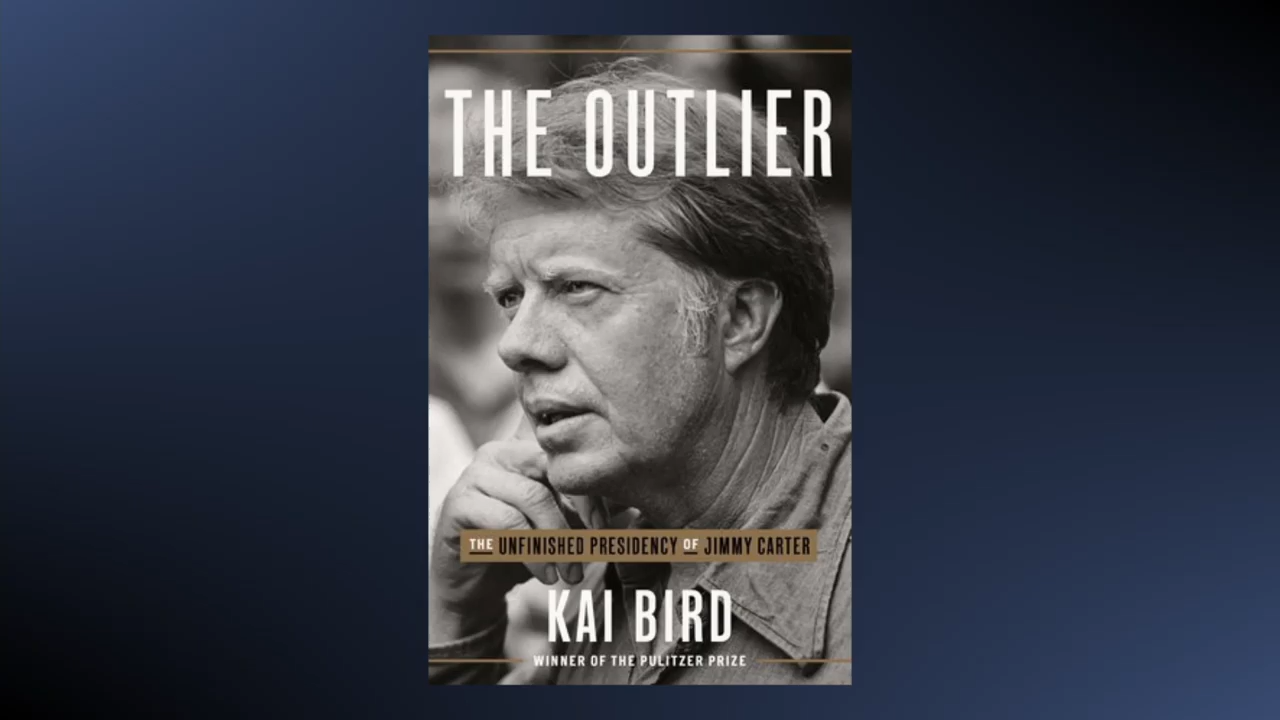 THE OUTLIER
THE UNFINISHED PRESIDENCY OF JIMMY CARTER
KAI BIRD
WINNER OF THE PULITZER PRIZE